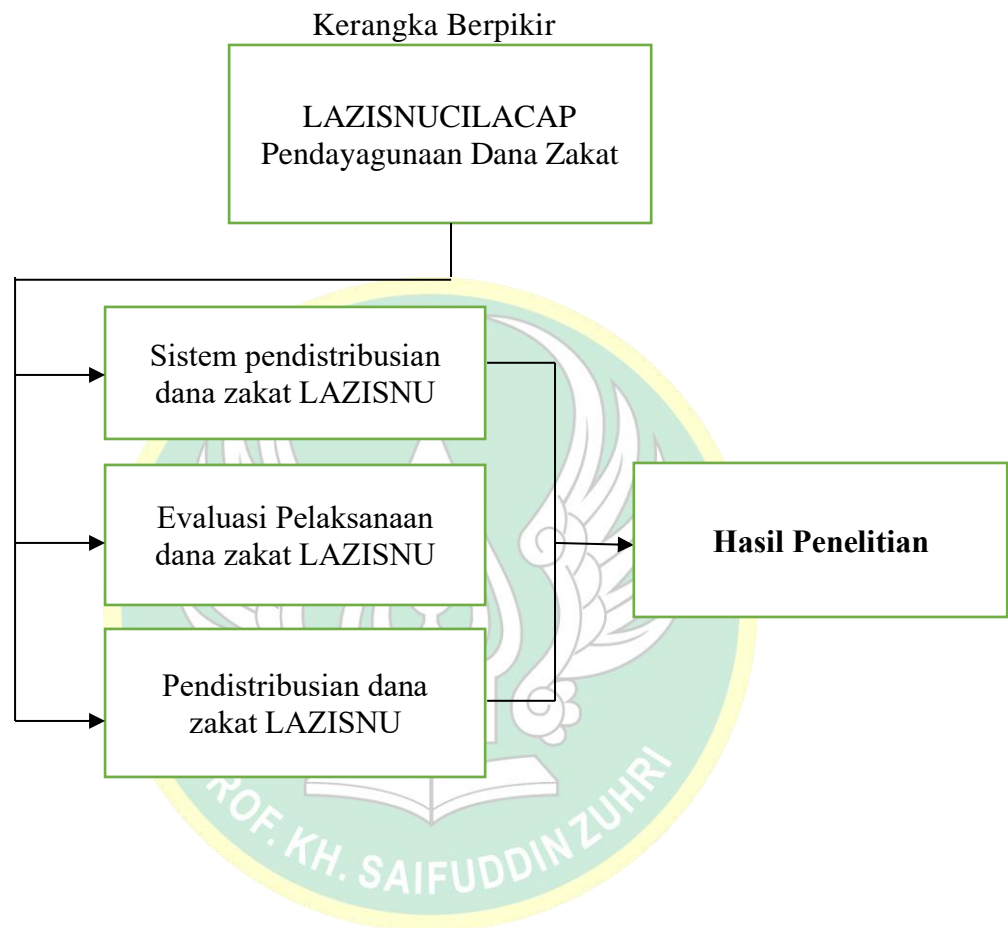 Kerangka Berpikir
LAZISNUCILACAP
Pendayagunaan Dana Zakat
Sistem pendistribusian
dana zakat LAZISNU
Evaluasi Pelaksanaan
dana zakat LAZISNU
Hasil Penelitian
Pendistribusian dana
zakat LAZISNU
ROF. KH. SAIFUDDIN ZUHRI